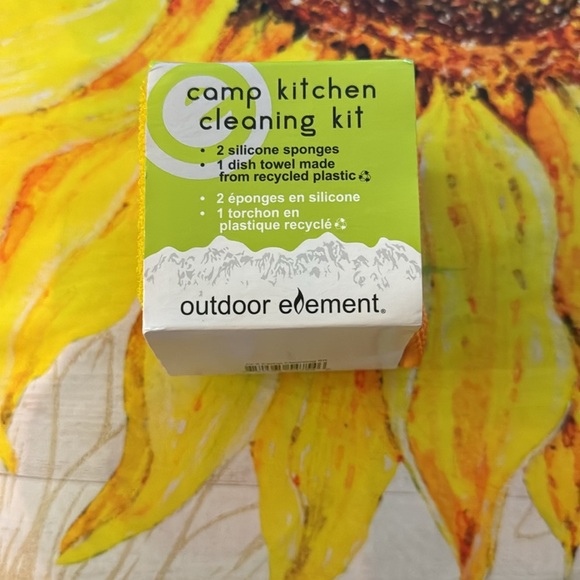 camp kitchen
cleaning kit
• 2 silicone sponges
• 1 dish towel made
from recycled plastic
• 2 éponges en silicone
• 1 torchon en
plastique recyclé
outdoor element®